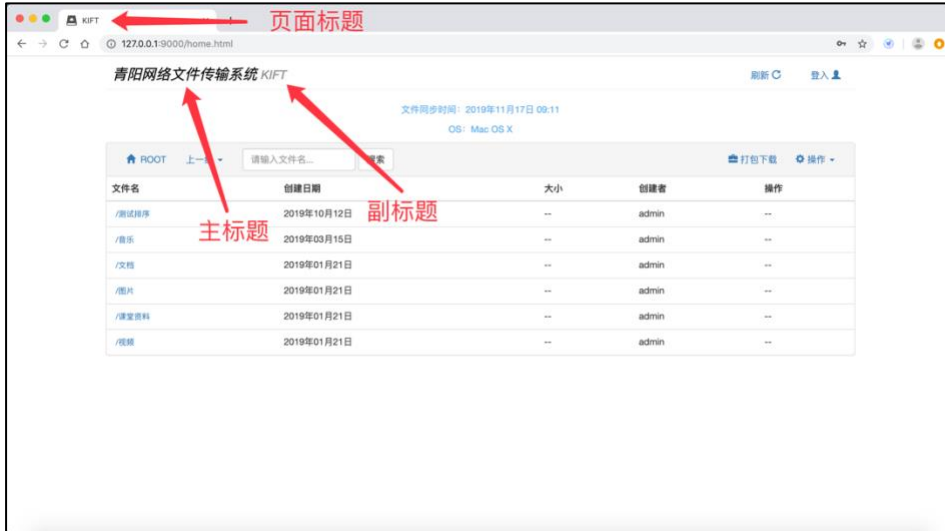 KIFT
页面标题
127.0.0.1:9000/home.html
青阳网络文件传输系统 KIFT
刷新
登入
文件同步时间:2019年11月17日 09:11
OS:Mac OS X
ROOT
请输入文件名...
打包下载
操作
文件名 创建日期 大小 创建者 操作
/测试排序 2019年10月12日 -- admin --
副标题
主标题
/音乐 2019年03月15日 -- admin --
/文档 2019年01月21日 -- admin --
/图片 2019年01月21日 -- admin --
/课堂资料 2019年01月21日 -- admin --
/视频 2019年01月21日 -- admin --